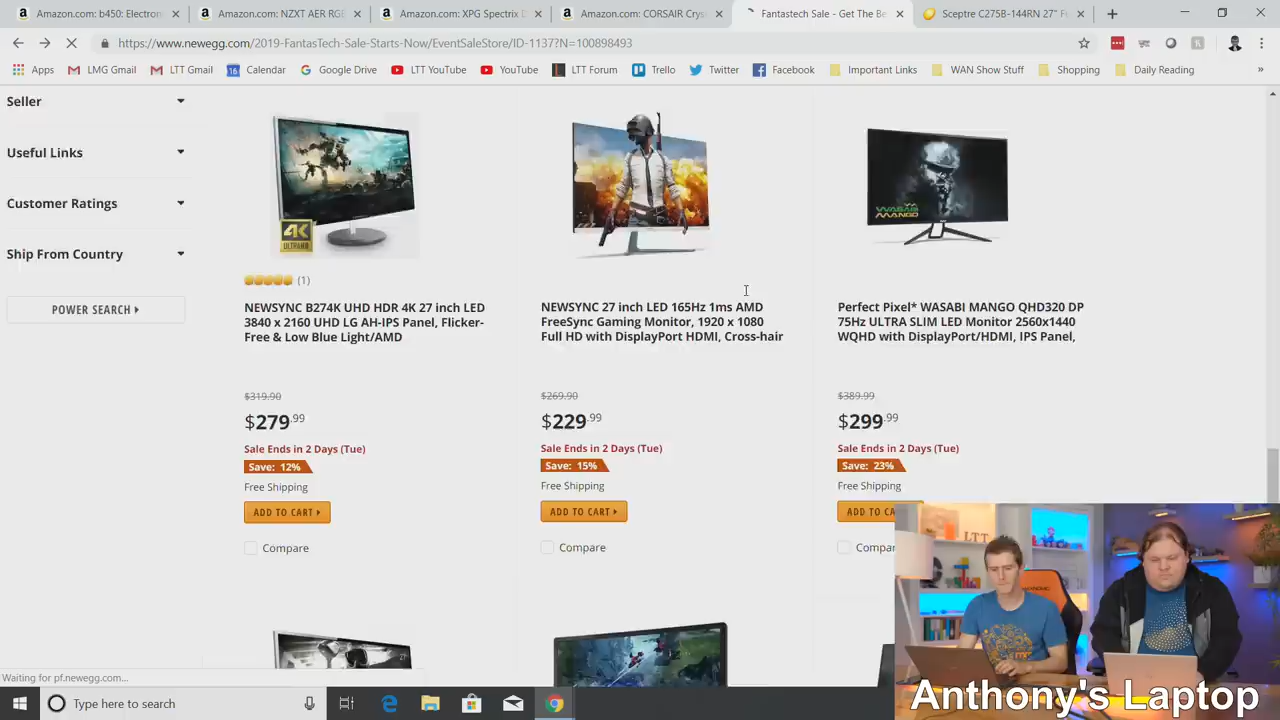 Amazon.com: b450: Electron
Amazon.com: NZXT AER RGB
Amazon.com: XPG Spectrix D
Amazon.com: CORSAIR Crys
Fantastech Sale - Get The Be
Sceptre C275B-144RN 27" Fe
https://www.newegg.com/2019-FantasTech-Sale-Starts-Now/EventSaleStore/ID-1137?N=100898493
Apps
LMG Gmail
LTT Gmail
16
Calendar
Google Drive
LTT YouTube
YouTube
LTT Forum
Trello
Twitter
Facebook
Important Links
WAN Show Stuff
Shopping
Daily Reading
»
Seller
Useful Links
Customer Ratings
Ship From Country
POWER SEARCH
4K
ULTRAHD
WASABI
MANGO
(1)
NEWSYNC B274K UHD HDR 4K 27 inch LED
3840 x 2160 UHD LG AH-IPS Panel, Flicker-
Free & Low Blue Light/AMD
$319.90
$279.99
Sale Ends in 2 Days (Tue)
Save: 12%
Free Shipping
ADD TO CART
Compare
NEWSYNC 27 inch LED 165Hz 1ms AMD
FreeSync Gaming Monitor, 1920 x 1080
Full HD with DisplayPort HDMI, Cross-hair
$269.90
$229.99
Sale Ends in 2 Days (Tue)
Save: 15%
Free Shipping
ADD TO CART
Compare
Perfect Pixel* WASABI MANGO QHD320 DP
75Hz ULTRA SLIM LED Monitor 2560x1440
WQHD with DisplayPort/HDMI, IPS Panel,
$389.99
$299.99
Sale Ends in 2 Days (Tue)
Save: 23%
Free Shipping
ADD TO CA
Compar
LTT
Waiting for pf.newegg.com...
Type here to search
Anthony's Laptop